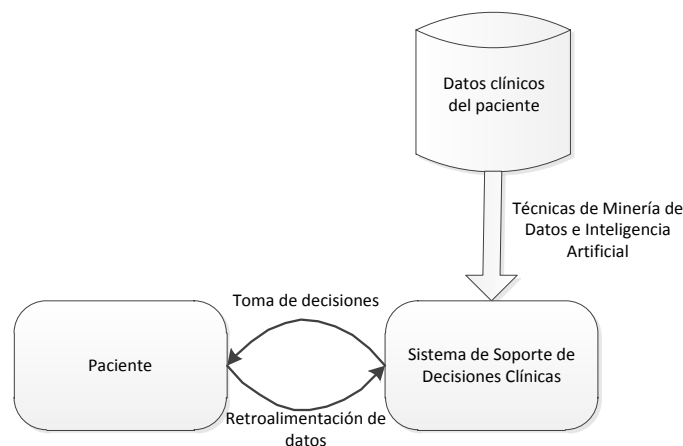 Datos clínicos
del paciente
Técnicas de Minería de
Datos e Inteligencia
Artificial
Toma de decisiones
Paciente
Sistema de Soporte de
Decisiones Clínicas
Retroalimentación de
datos